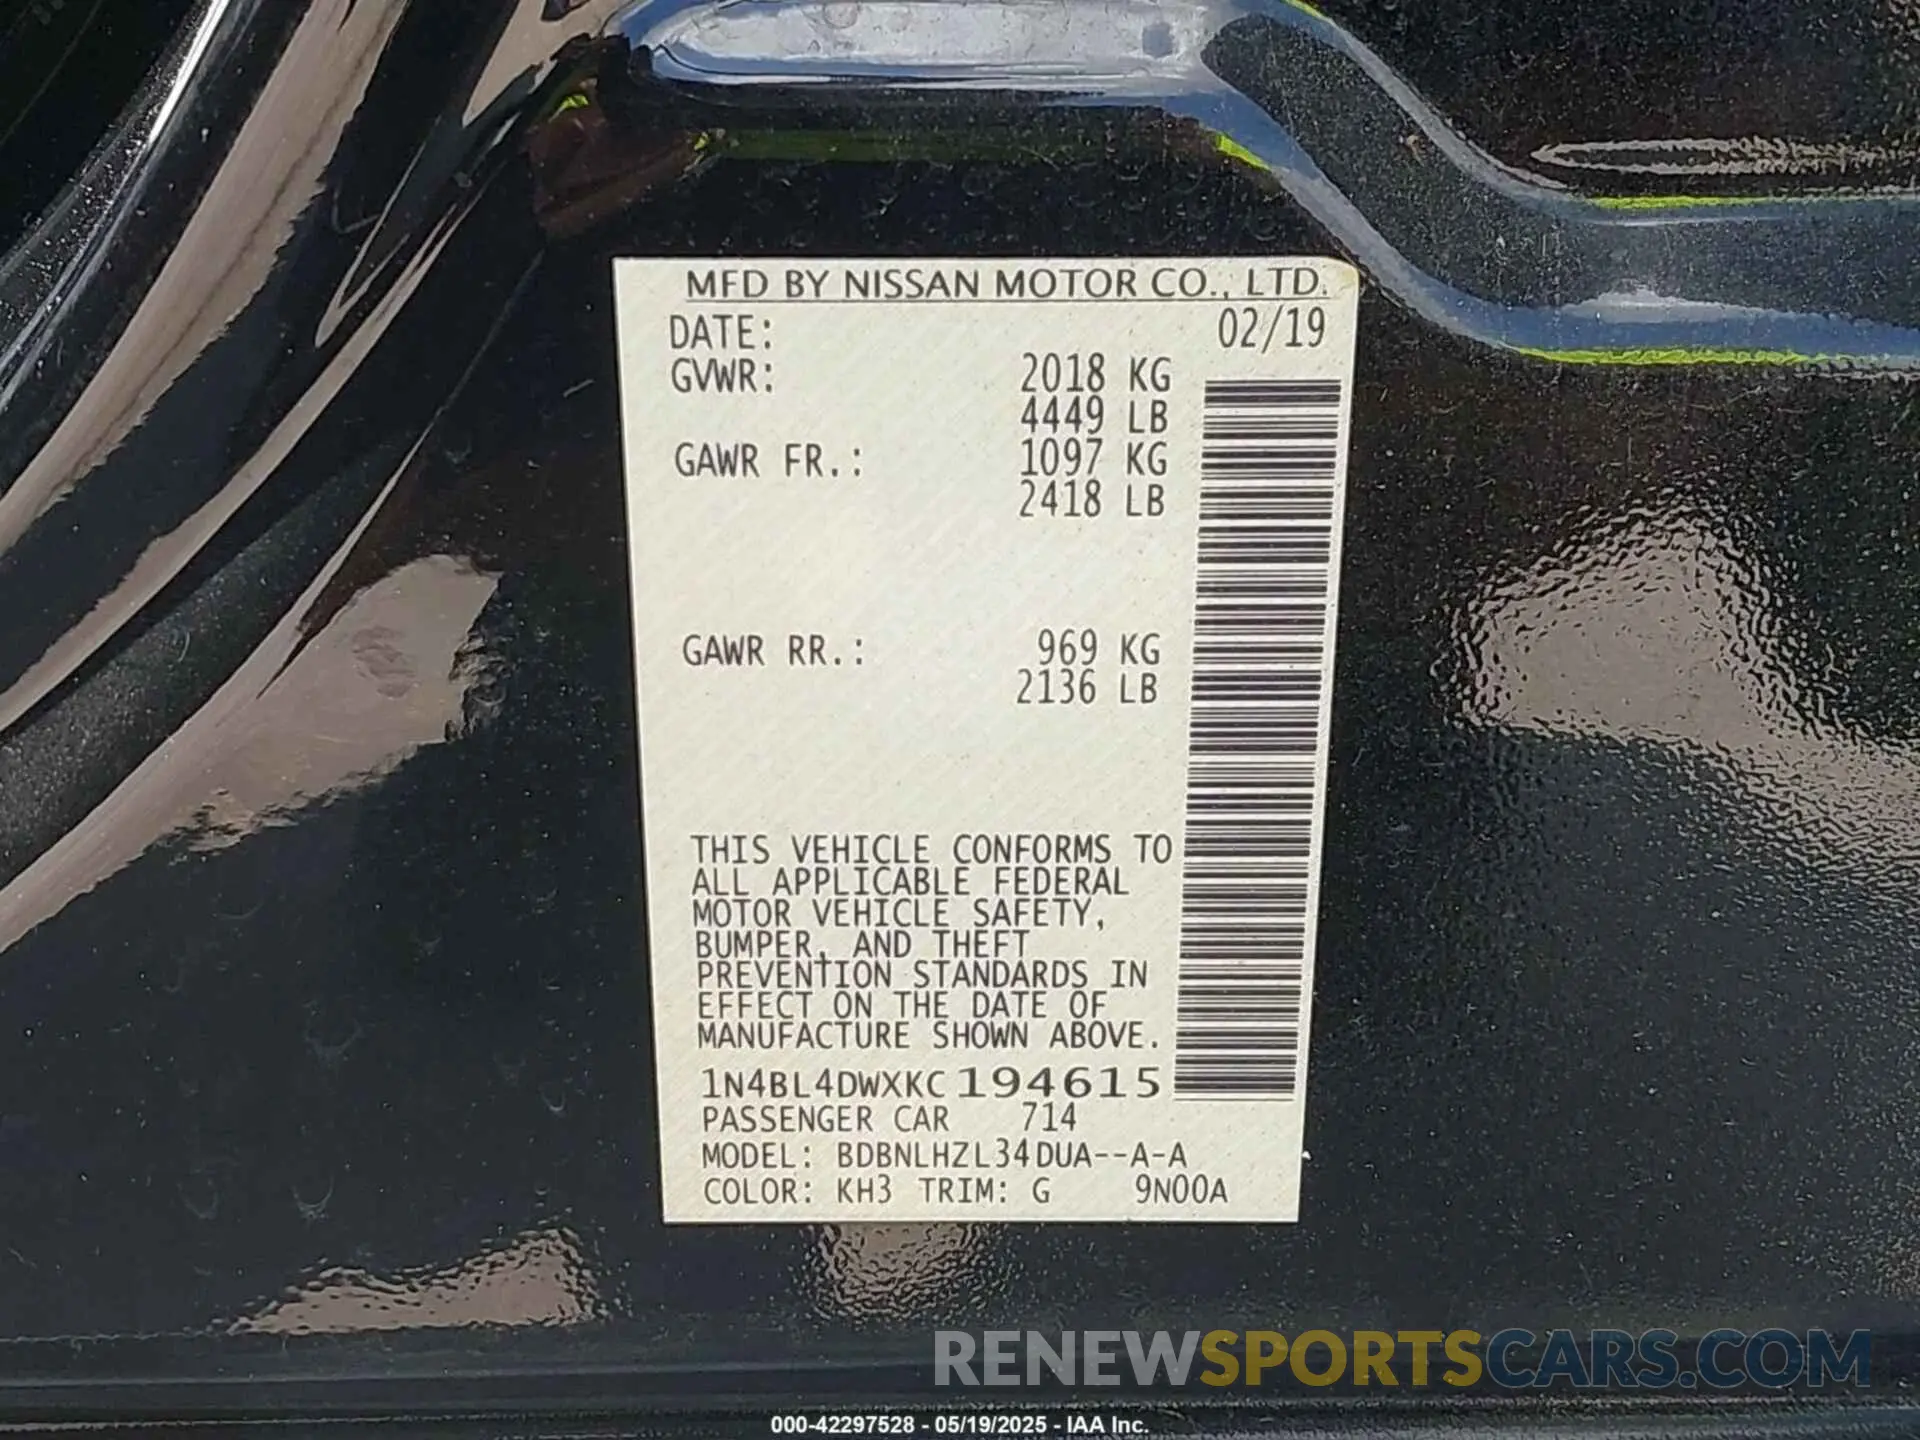 MFD BY NISSAN MOTOR CO., LTD.
DATE: 02/19
GVWR: 2018 KG
4449 LB
GAWR FR.: 1097 KG
2418 LB
GAWR RR.: 969 KG
2136 LB
THIS VEHICLE CONFORMS TO
ALL APPLICABLE FEDERAL
MOTOR VEHICLE SAFETY,
BUMPER, AND THEFT
PREVENTION STANDARDS IN
EFFECT ON THE DATE OF
MANUFACTURE SHOWN ABOVE.
1N4BL4DWXKC194615
PASSENGER CAR 714
MODEL: BDBNLHZL34DUA--A-A
COLOR: KH3 TRIM: G 9N00A
RENEWSPORTSCARS.COM
000-42297528 - 05/19/2025 - IAA Inc.